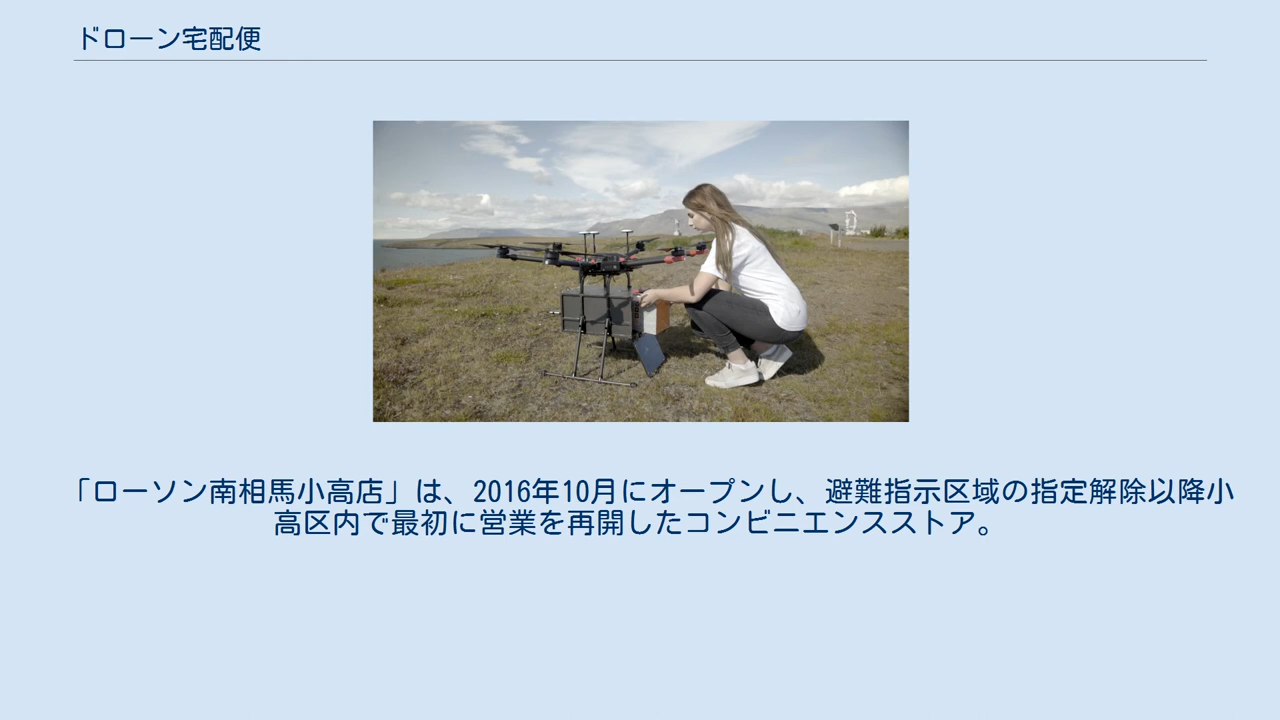 ドローン宅配便
「ローソン南相馬小高店」は、2016年10月にオープンし、避難指示区域の指定解除以降小
高区内で最初に営業を再開したコンビニエンスストア。